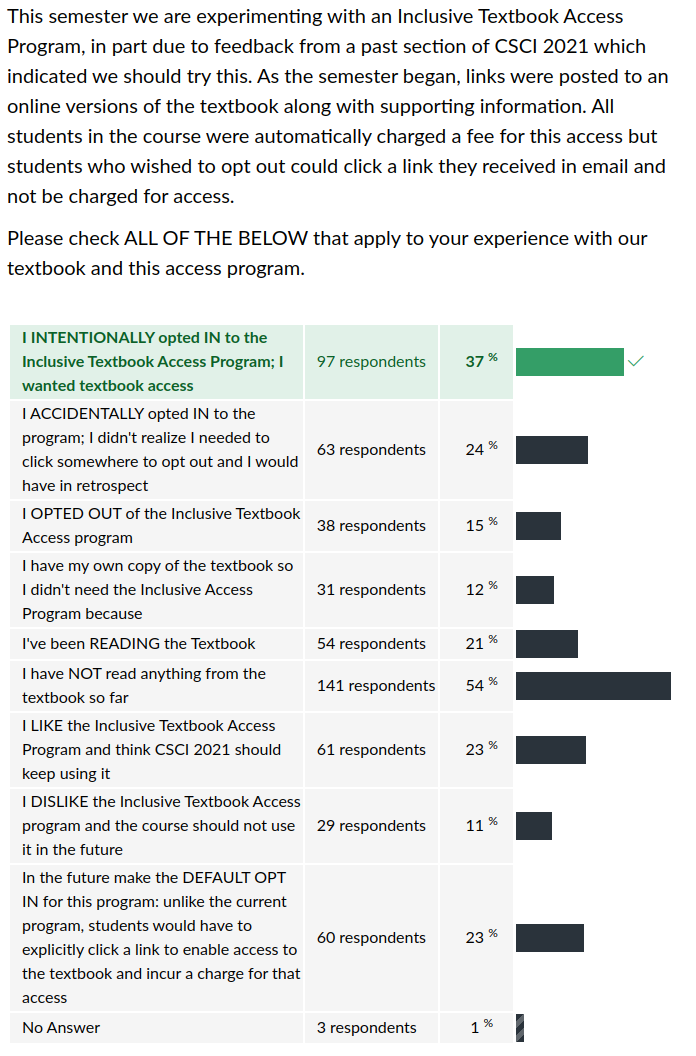 This semester we are experimenting with an Inclusive Textbook Access
Program, in part due to feedback from a past section of CSCI 2021 which
indicated we should try this. As the semester began, links were posted to an
online versions of the textbook along with supporting information. All
students in the course were automatically charged a fee for this access but
students who wished to opt out could click a link they received in email and
not be charged for access.
Please check ALL OF THE BELOW that apply to your experience with our
textbook and this access program.
I INTENTIONALLY opted IN to the
Inclusive Textbook Access Program; I
wanted textbook access
97 respondents
37 %
I ACCIDENTALLY opted IN to the
program; I didn't realize I needed to
click somewhere to opt out and I would
have in retrospect
63 respondents
24 %
I OPTED OUT of the Inclusive Textbook
Access program
38 respondents
15 %
I have my own copy of the textbook so
I didn't need the Inclusive Access
Program because
31 respondents
12 %
I've been READING the Textbook
54 respondents
21 %
I have NOT read anything from the
textbook so far
141 respondents
54 %
I LIKE the Inclusive Textbook Access
Program and think CSCI 2021 should
keep using it
61 respondents
23 %
I DISLIKE the Inclusive Textbook Access
program and the course should not use
it in the future
29 respondents
11 %
In the future make the DEFAULT OPT
IN for this program: unlike the current
program, students would have to
explicitly click a link to enable access to
the textbook and incur a charge for that
access
60 respondents
23 %
No Answer
3 respondents
1 %